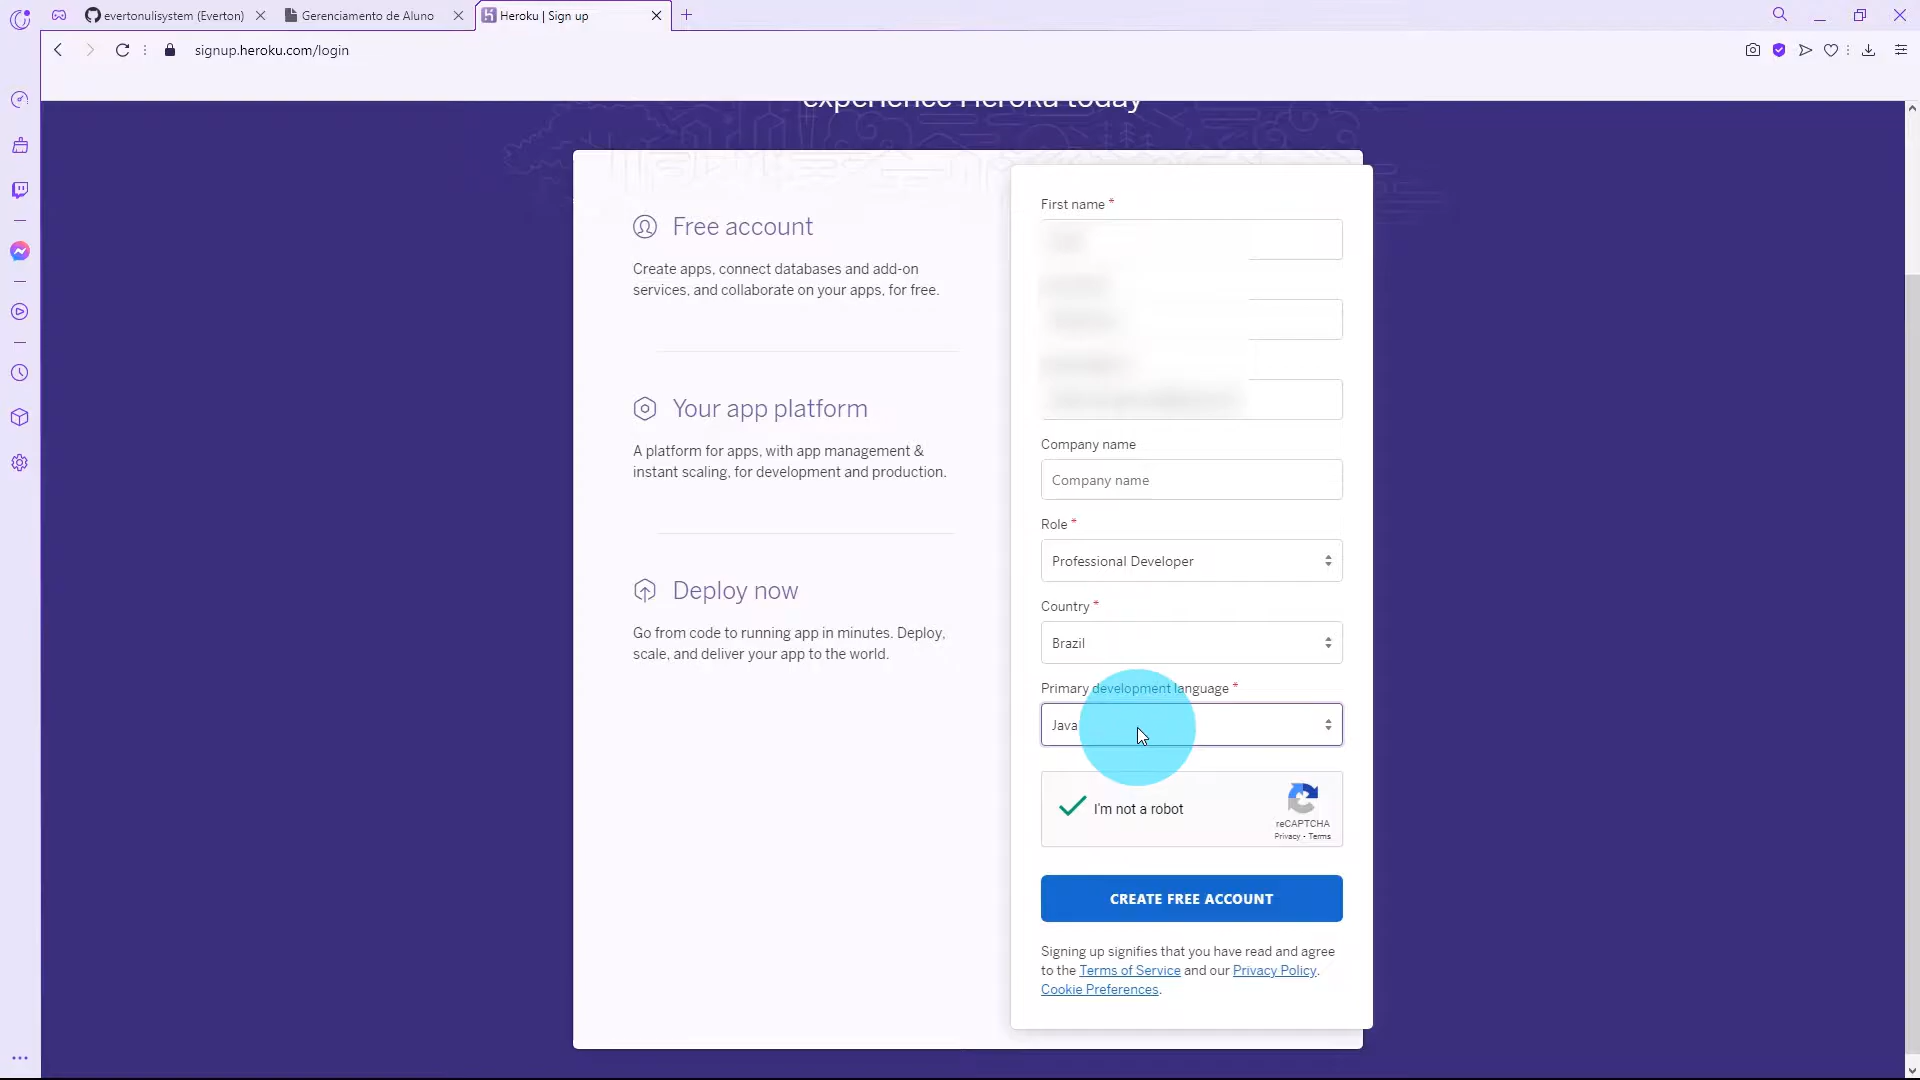 evertonulisystem (Everton)
Gerenciamento de Aluno
Heroku | Sign up
signup.heroku.com/login
experience Heroku today
Free account
Create apps, connect databases and add-on
services, and collaborate on your apps, for free.
Your app platform
A platform for apps, with app management &
instant scaling, for development and production.
Deploy now
Go from code to running app in minutes. Deploy,
scale, and deliver your app to the world.
First name *
Company name
Company name
Role *
Professional Developer
Country *
Brazil
Primary development language *
Java
I'm not a robot
reCAPTCHA
Privacy - Terms
CREATE FREE ACCOUNT
Signing up signifies that you have read and agree
to the Terms of Service and our Privacy Policy.
Cookie Preferences.